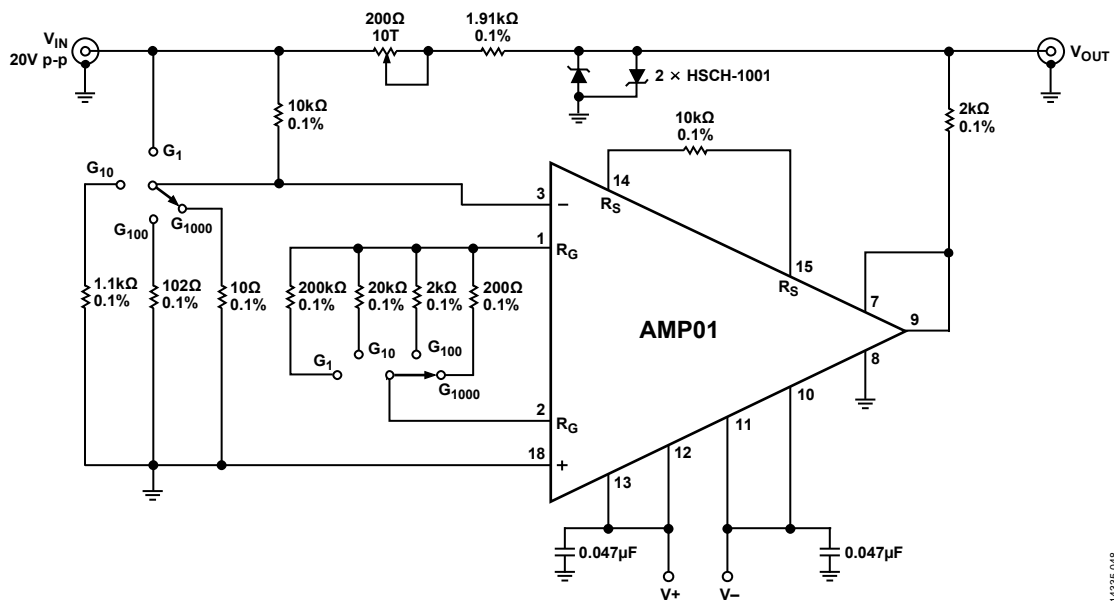 V_IN
20V p-p
200Ω
10T
1.91kΩ
0.1%
2 × HSCH-1001
V_OUT
10kΩ
0.1%
2kΩ
0.1%
10kΩ
0.1%
G_1
G_10
G_100
G_1000
1.1kΩ
0.1%
102Ω
0.1%
10Ω
0.1%
200kΩ
0.1%
20kΩ
0.1%
2kΩ
0.1%
200Ω
0.1%
G_1
G_10
G_100
G_1000
3
–
1
R_G
2
R_G
18
+
14
R_S
15
R_S
AMP01
7
9
8
10
11
12
13
0.047µF
0.047µF
V+
V–
14335-048